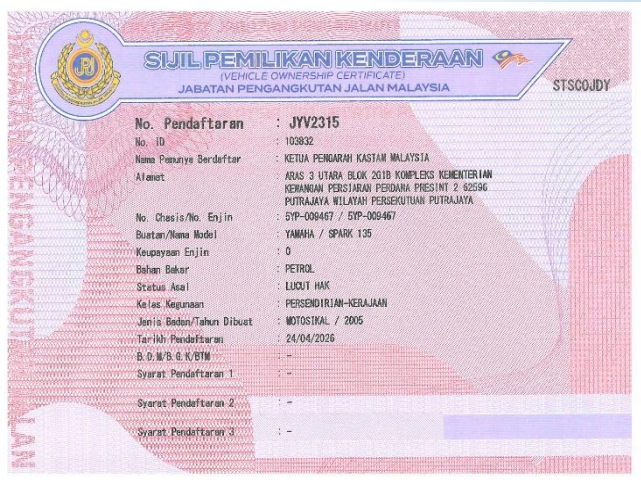 SIJIL PEMILIKAN KENDERAAN
(VEHICLE OWNERSHIP CERTIFICATE)
JABATAN PENGANGKUTAN JALAN MALAYSIA
STSCOJDY
No. Pendaftaran : JYV2315
No. ID : 103832
Nama Pemunya Berdaftar : KETUA PENGARAH KASTAM MALAYSIA
Alamat : ARAS 3 UTARA BLOK 201B KOMPLEKS KEMENTERIAN
KEWANGAN PERSIARAN PERDANA PRESINT 2 62596
PUTRAJAYA WILAYAH PERSEKUTUAN PUTRAJAYA
No. Chasis/No. Enjin : 5YP-009467 / 5YP-009467
Buatan/Nama Model : YAMAHA / SPARK 135
Keupayaan Enjin : 0
Bahan Bakar : PETROL
Status Asal : LUCUT HAK
Kelas Kegunaan : PERSENDIRIAN-KERAJAAN
Jenis Badan/Tahun Dibuat : MOTOSIKAL / 2005
Tarikh Pendaftaran : 24/04/2026
B.D.M/B.G.K/BTM : -
Syarat Pendaftaran 1 : -
Syarat Pendaftaran 2 : -
Syarat Pendaftaran 3 : -